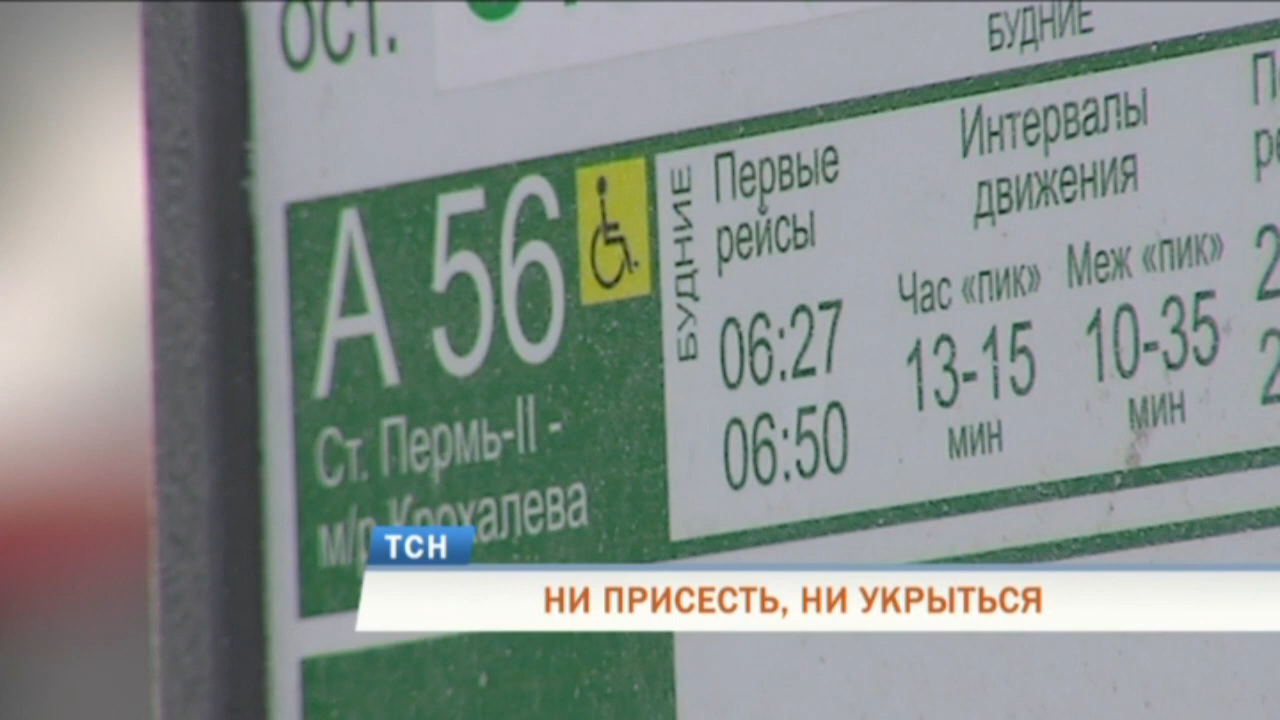 ОСТ.
БУДНИЕ
А 56
Ст. Пермь-II -
м/р Крохалева
БУДНИЕ
Первые
рейсы
06:27
06:50
Интервалы
движения
Час «пик»
13-15
мин
Меж «пик»
10-35
мин
ТСН
НИ ПРИСЕСТЬ, НИ УКРЫТЬСЯ